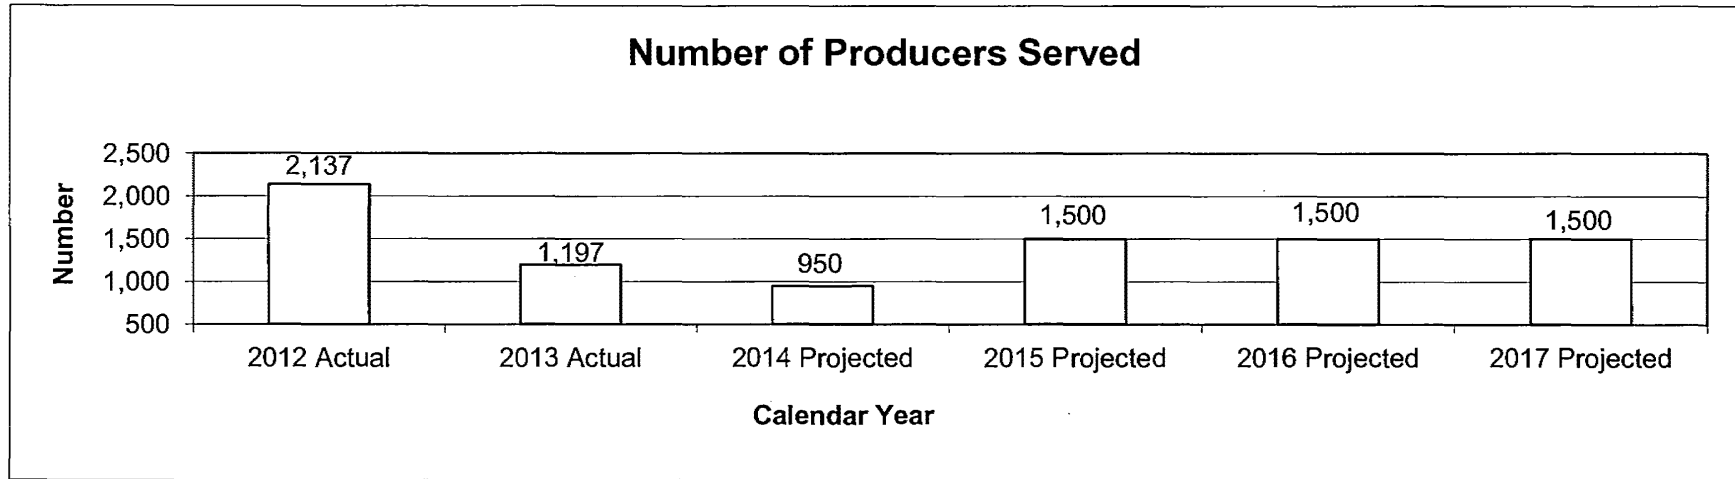 Number of Producers Served
2,500
2,000
1,500
1,000
500
Number
2,137
1,197
950
1,500
1,500
1,500
2012 Actual
2013 Actual
2014 Projected
2015 Projected
2016 Projected
2017 Projected
Calendar Year